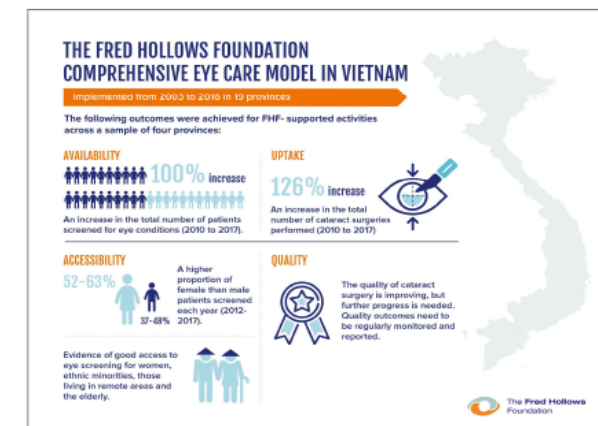 THE FRED HOLLOWS FOUNDATION
COMPREHENSIVE EYE CARE MODEL IN VIETNAM
Implemented from 2003 to 2016 in 19 provinces
The following outcomes were achieved for FHF- supported activities
across a sample of four provinces:
AVAILABILITY
100% increase
An increase in the total number of patients
screened for eye conditions (2010 to 2017).
UPTAKE
126% increase
An increase in the total
number of cataract surgeries
performed (2010 to 2017)
ACCESSIBILITY
52-63%
37-48%
A higher
proportion of
female than male
patients screened
each year (2012-
2017).
Evidence of good access to
eye screening for women,
ethnic minorities, those
living in remote areas and
the elderly.
QUALITY
The quality of cataract
surgery is improving, but
further progress is needed.
Quality outcomes need to
be regularly monitored and
reported.
The Fred Hollows
Foundation